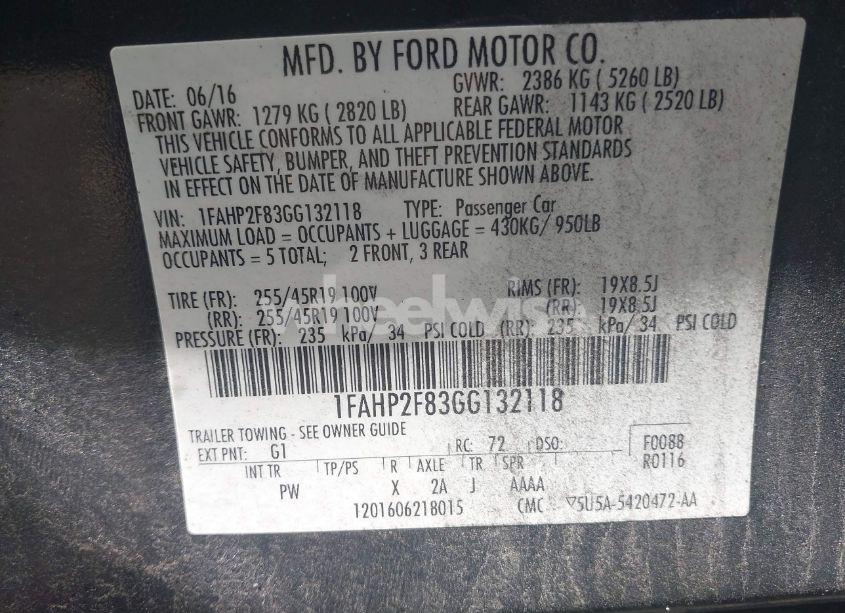 MFD. BY FORD MOTOR CO.
DATE: 06/16 GVWR: 2386 KG ( 5260 LB)
FRONT GAWR: 1279 KG ( 2820 LB) REAR GAWR: 1143 KG ( 2520 LB)
THIS VEHICLE CONFORMS TO ALL APPLICABLE FEDERAL MOTOR
VEHICLE SAFETY, BUMPER, AND THEFT PREVENTION STANDARDS
IN EFFECT ON THE DATE OF MANUFACTURE SHOWN ABOVE.
VIN: 1FAHP2F83GG132118 TYPE: Passenger Car
MAXIMUM LOAD = OCCUPANTS + LUGGAGE = 430KG/ 950LB
OCCUPANTS = 5 TOTAL; 2 FRONT, 3 REAR
TIRE (FR): 255/45R19 100V RIMS (FR): 19X8.5J
(RR): 255/45R19 100V (RR): 19X8.5J
PRESSURE (FR): 235 kPa/ 34 PSI COLD (RR): 235 kPa/ 34 PSI COLD
wheelwise
1FAHP2F83GG132118
TRAILER TOWING - SEE OWNER GUIDE
EXT PNT: G1 RC: 72 DSO: F0088
R0116
INT TR TP/PS R AXLE TR SPR
PW X 2A J AAAA
1201606218015 CMC 5U5A-5420472-AA